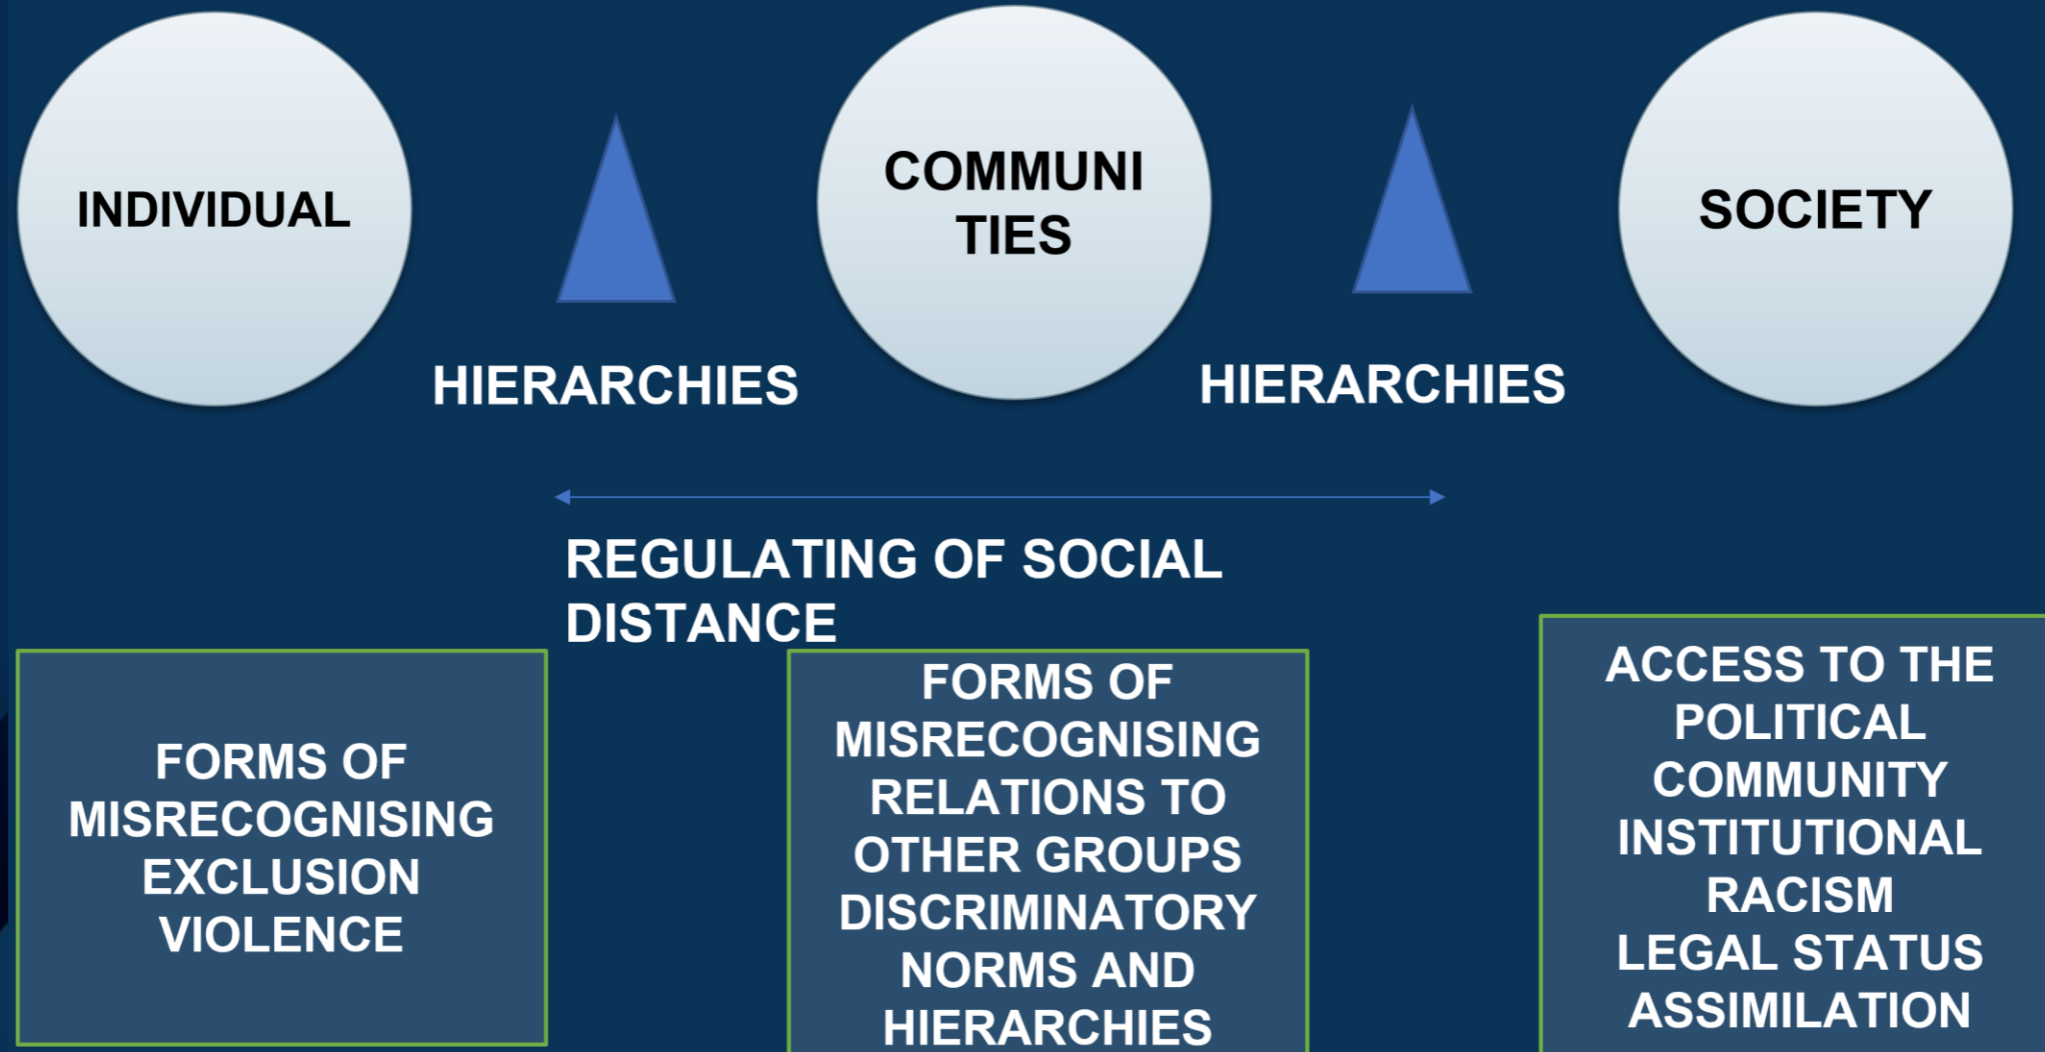 INDIVIDUAL
COMMUNI
TIES
SOCIETY
HIERARCHIES
HIERARCHIES
REGULATING OF SOCIAL
DISTANCE
FORMS OF
MISRECOGNISING
EXCLUSION
VIOLENCE
FORMS OF
MISRECOGNISING
RELATIONS TO
OTHER GROUPS
DISCRIMINATORY
NORMS AND
HIERARCHIES
ACCESS TO THE
POLITICAL
COMMUNITY
INSTITUTIONAL
RACISM
LEGAL STATUS
ASSIMILATION